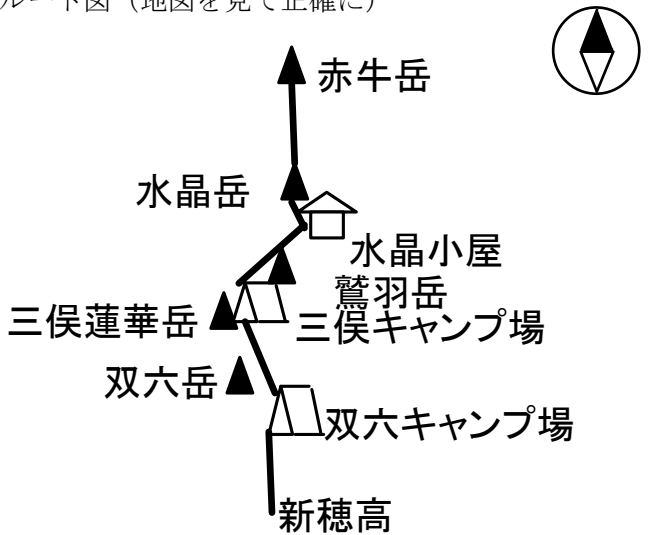 ルート図（地図を見て正確に）
赤牛岳
水晶岳
水晶小屋
鷲羽岳
三俣蓮華岳
三俣キャンプ場
双六岳
双六キャンプ場
新穂高